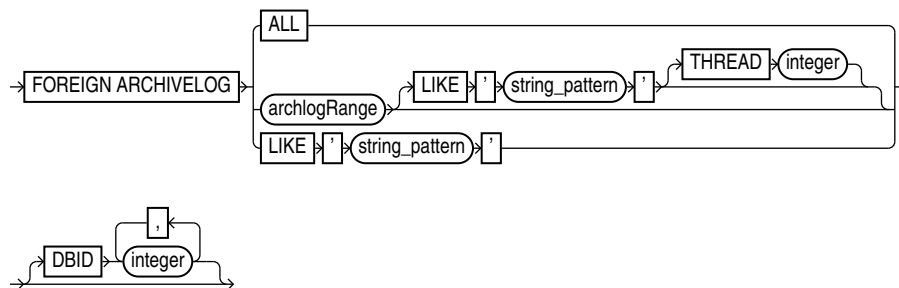 ALL
THREAD integer
FOREIGN ARCHIVELOG LIKE ' string_pattern '
archlogRange
LIKE ' string_pattern '
,
DBID integer